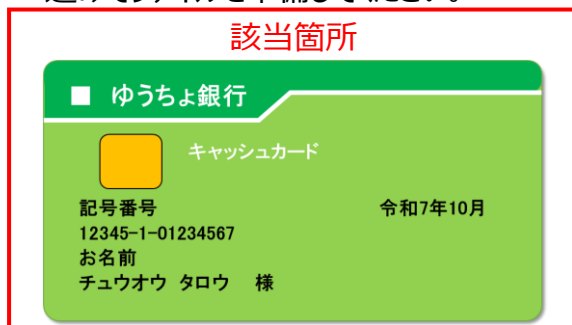 該当箇所
ゆうちょ銀行
キャッシュカード
記号番号 令和7年10月
12345-1-01234567
お名前
チュウオウ タロウ 様